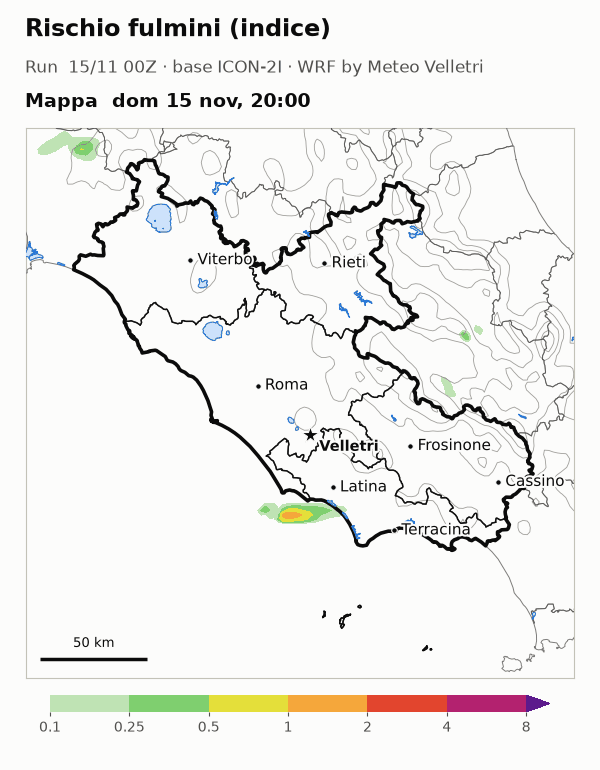 Rischio fulmini (indice)
Run  15/11 00Z · base ICON-2I · WRF by Meteo Velletri
Mappa  dom 15 nov, 20:00
Viterbo
Rieti
Roma
Velletri
Frosinone
Cassino
Latina
Terracina
50 km
0.1 0.25 0.5 1 2 4 8